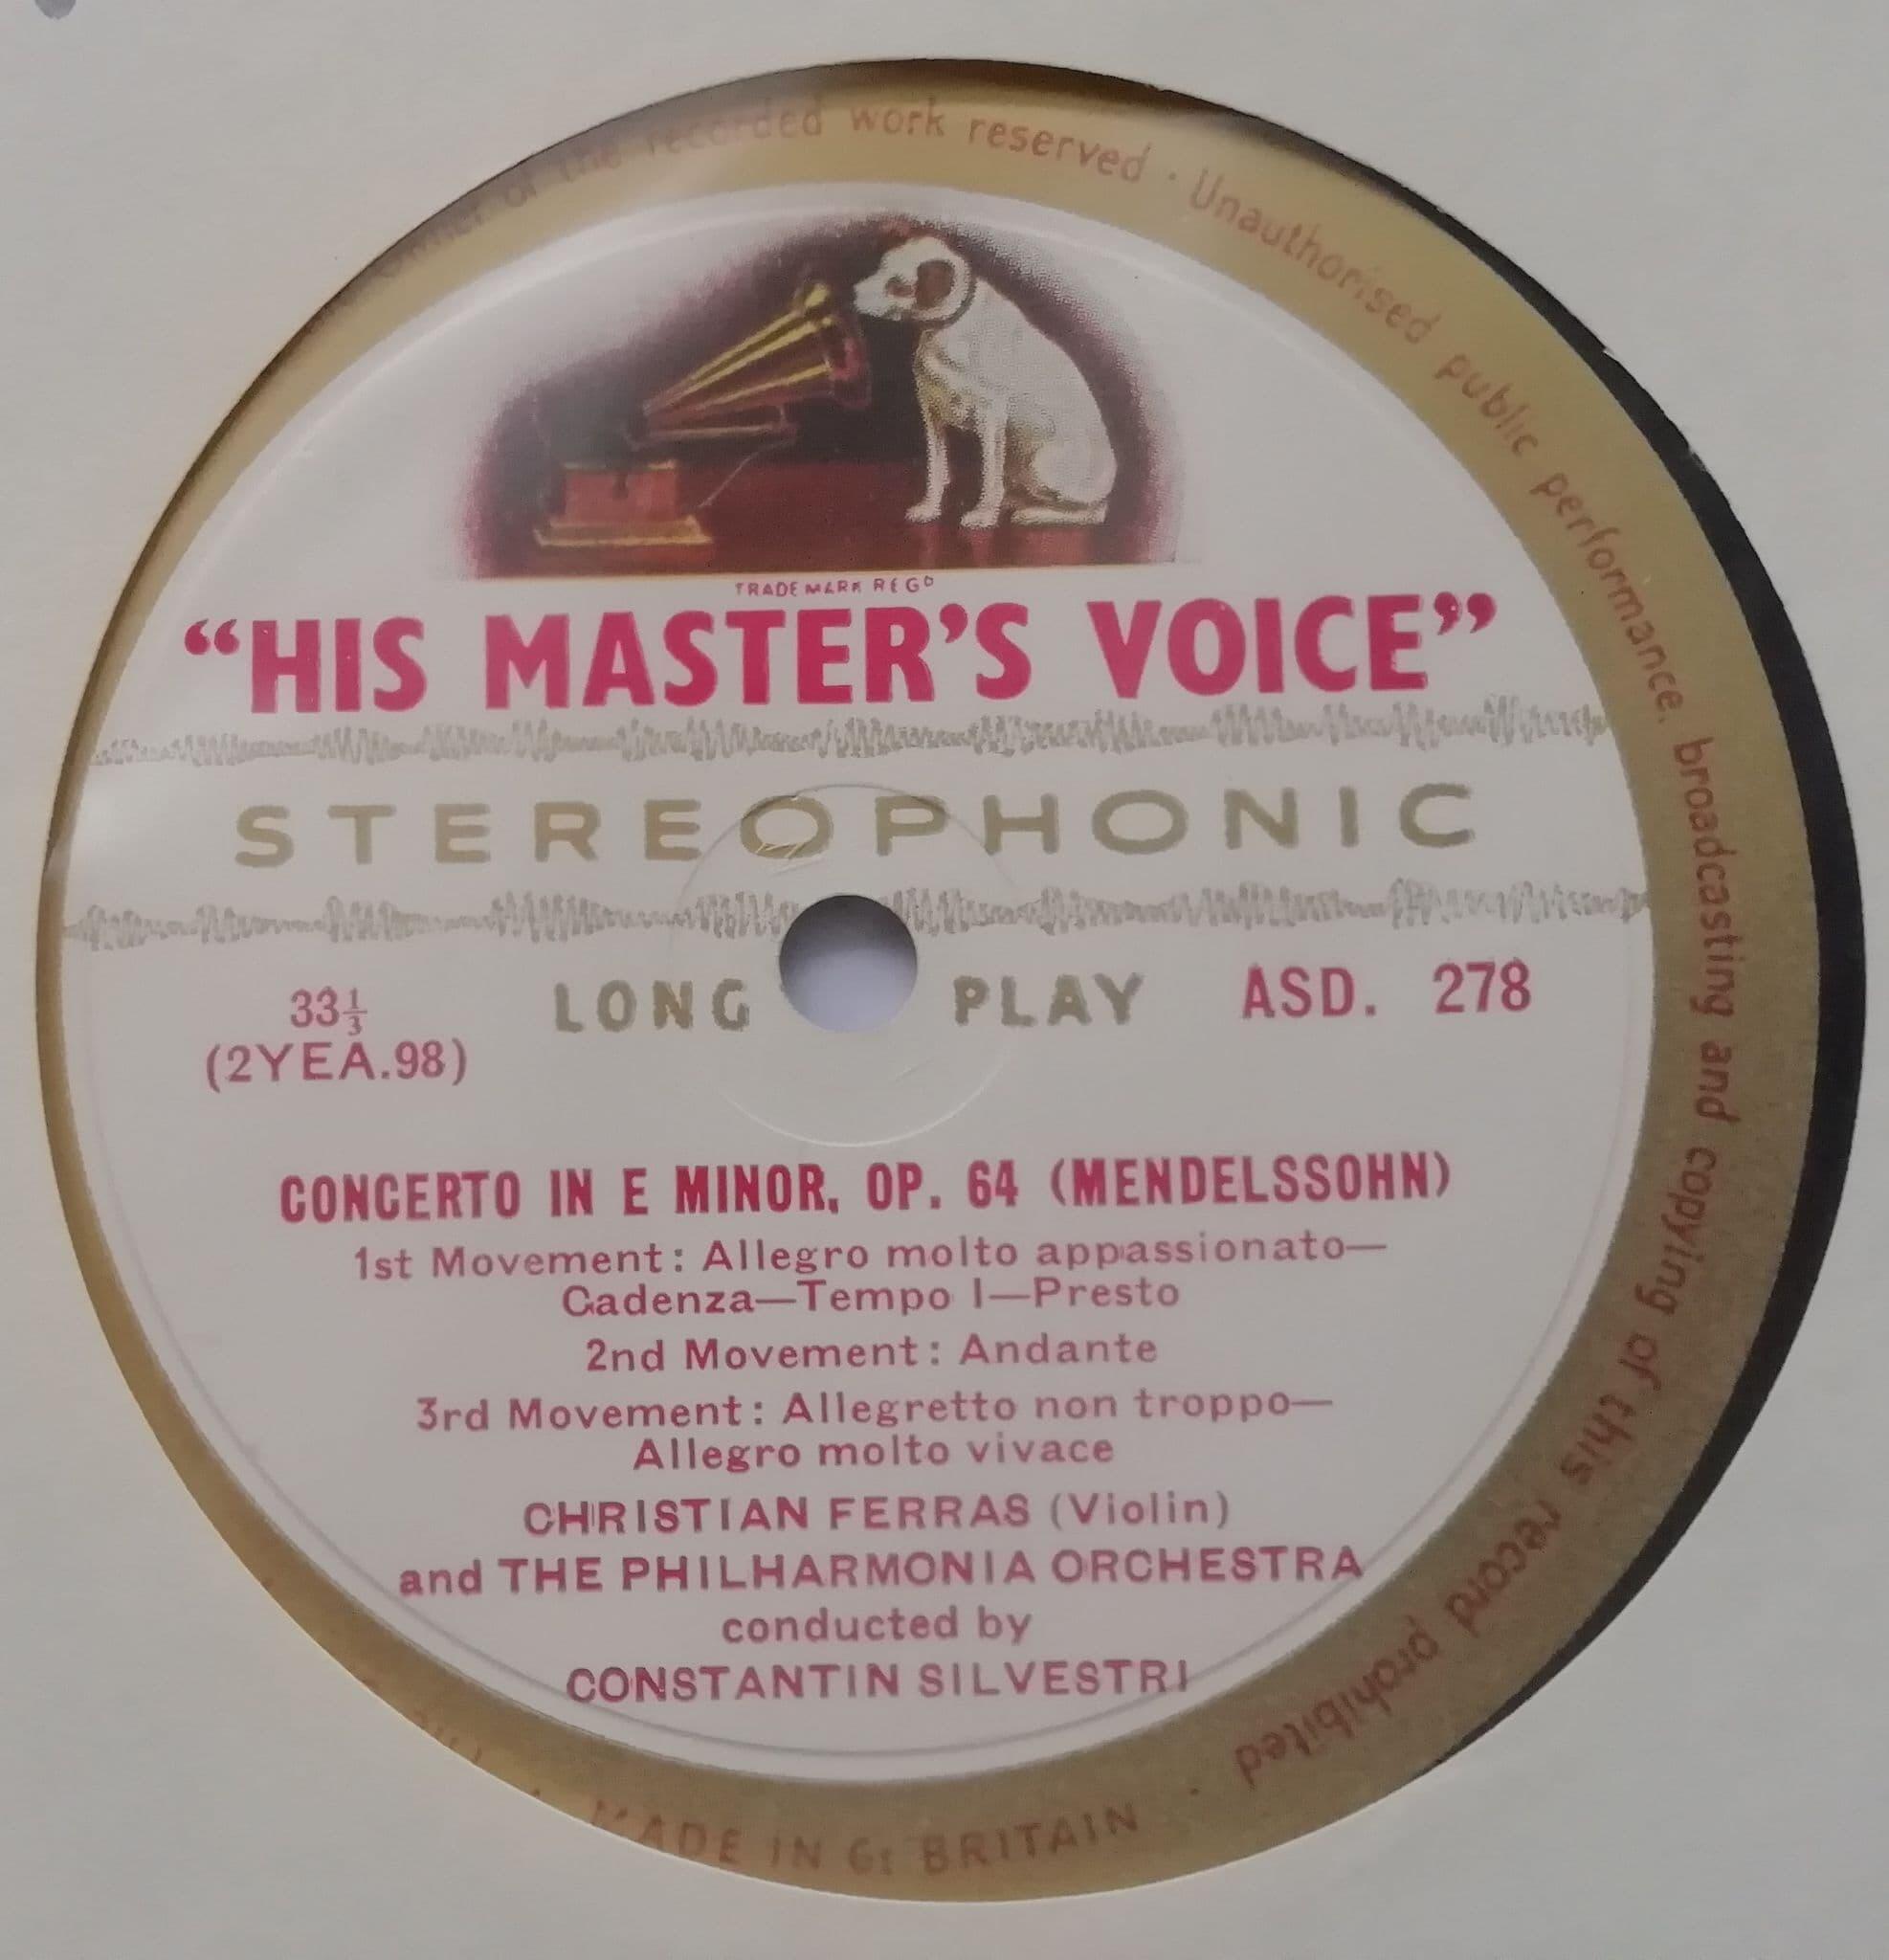 of the recorded work reserved · Unauthorised public performance, broadcasting and copying of this record prohibited ·
TRADE MARK REGD
“HIS MASTER’S VOICE”
STEREOPHONIC
33⅓ LONG PLAY ASD. 278
(2YEA.98)
CONCERTO IN E MINOR, OP. 64 (MENDELSSOHN)
1st Movement: Allegro molto appassionato—
Cadenza—Tempo I—Presto
2nd Movement: Andante
3rd Movement: Allegretto non troppo—
Allegro molto vivace
CHRISTIAN FERRAS (Violin)
and THE PHILHARMONIA ORCHESTRA
conducted by
CONSTANTIN SILVESTRI
MADE IN Gt BRITAIN